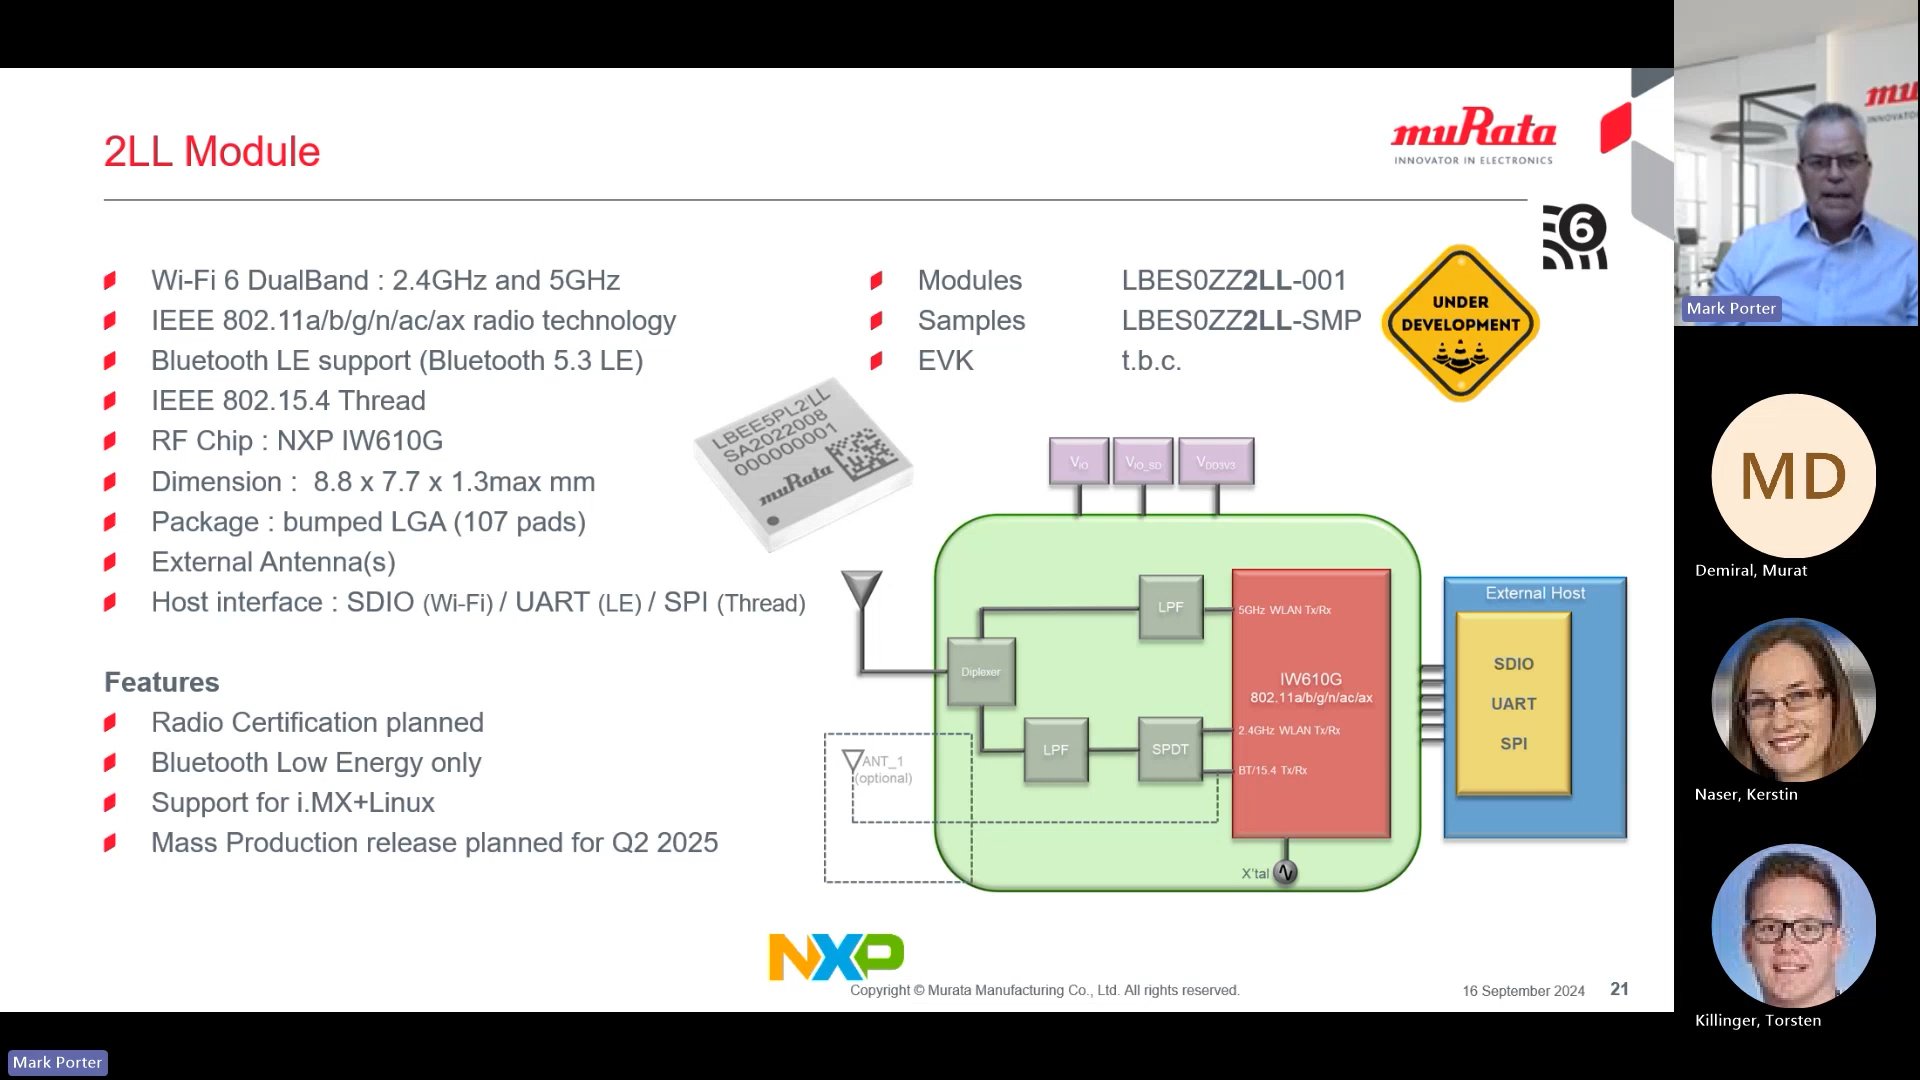 2LL Module
muRata
INNOVATOR IN ELECTRONICS
6
Wi-Fi 6 DualBand : 2.4GHz and 5GHz
IEEE 802.11a/b/g/n/ac/ax radio technology
Bluetooth LE support (Bluetooth 5.3 LE)
IEEE 802.15.4 Thread
RF Chip : NXP IW610G
Dimension : 8.8 x 7.7 x 1.3max mm
Package : bumped LGA (107 pads)
External Antenna(s)
Host interface : SDIO (Wi-Fi) / UART (LE) / SPI (Thread)
Features
Radio Certification planned
Bluetooth Low Energy only
Support for i.MX+Linux
Mass Production release planned for Q2 2025
Modules LBES0ZZ2LL-001
Samples LBES0ZZ2LL-SMP
EVK t.b.c.
UNDER
DEVELOPMENT
LBEE5PL2LL
SA2022008
000000001
muRata
VIO
VIO_SD
VDD3V3
LPF
5GHz WLAN Tx/Rx
Diplexer
IW610G
802.11a/b/g/n/ac/ax
LPF
SPDT
2.4GHz WLAN Tx/Rx
BT/15.4 Tx/Rx
ANT_1
(optional)
X'tal
External Host
SDIO
UART
SPI
NXP
Copyright © Murata Manufacturing Co., Ltd. All rights reserved.
16 September 2024 21
muR
INNOVATO
Mark Porter
MD
Demiral, Murat
Naser, Kerstin
Killinger, Torsten
Mark Porter